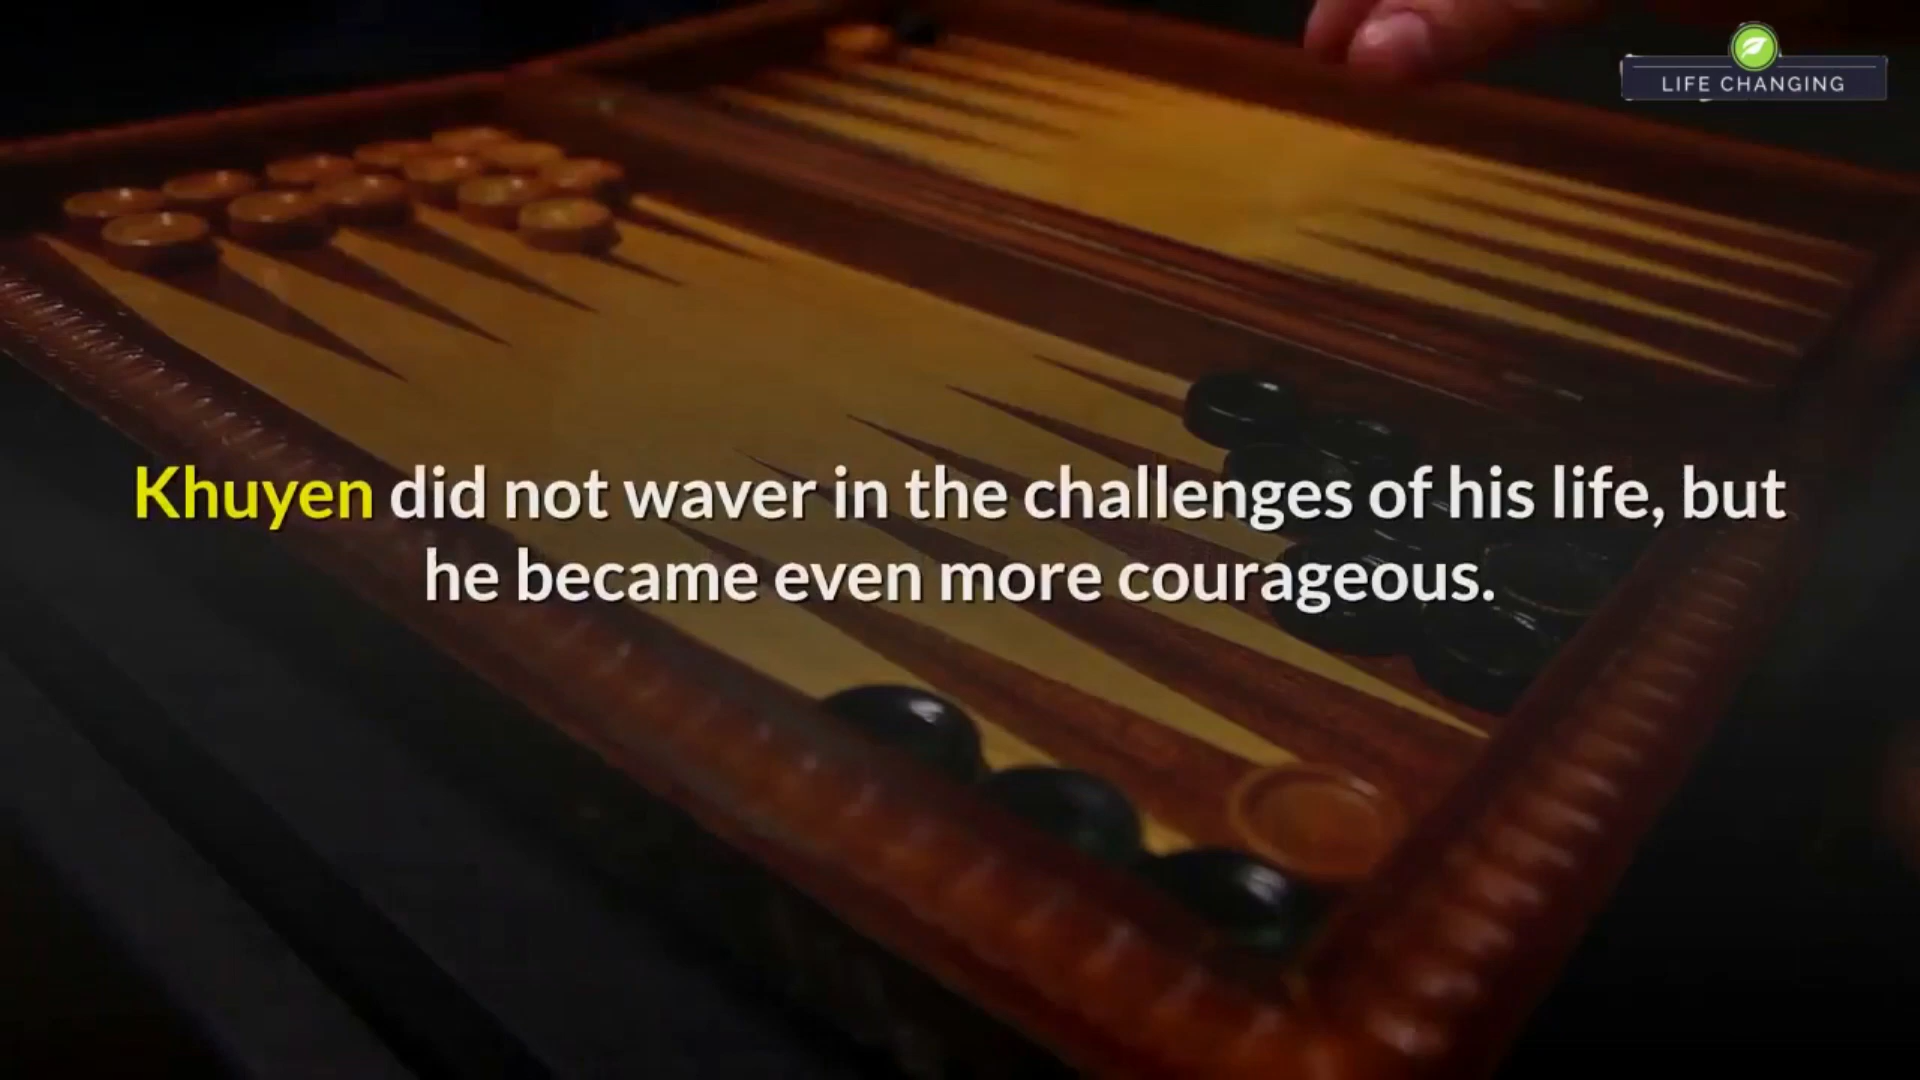 LIFE CHANGING
Khuyen did not waver in the challenges of his life, but
he became even more courageous.